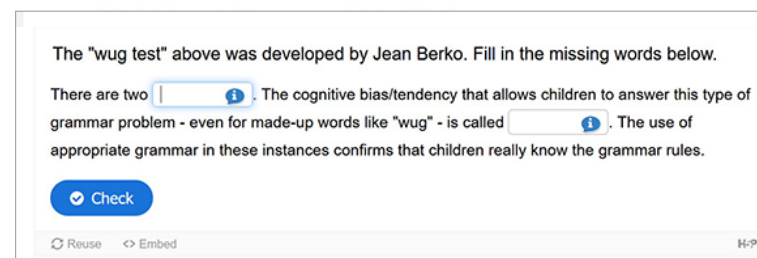 The "wug test" above was developed by Jean Berko. Fill in the missing words below.
There are two . The cognitive bias/tendency that allows children to answer this type of
grammar problem - even for made-up words like "wug" - is called . The use of
appropriate grammar in these instances confirms that children really know the grammar rules.
Check
Reuse <> Embed